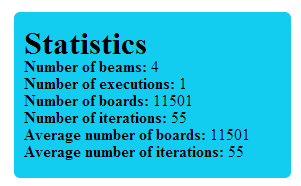 Statistics
Number of beams: 4
Number of executions: 1
Number of boards: 11501
Number of iterations: 55
Average number of boards: 11501
Average number of iterations: 55